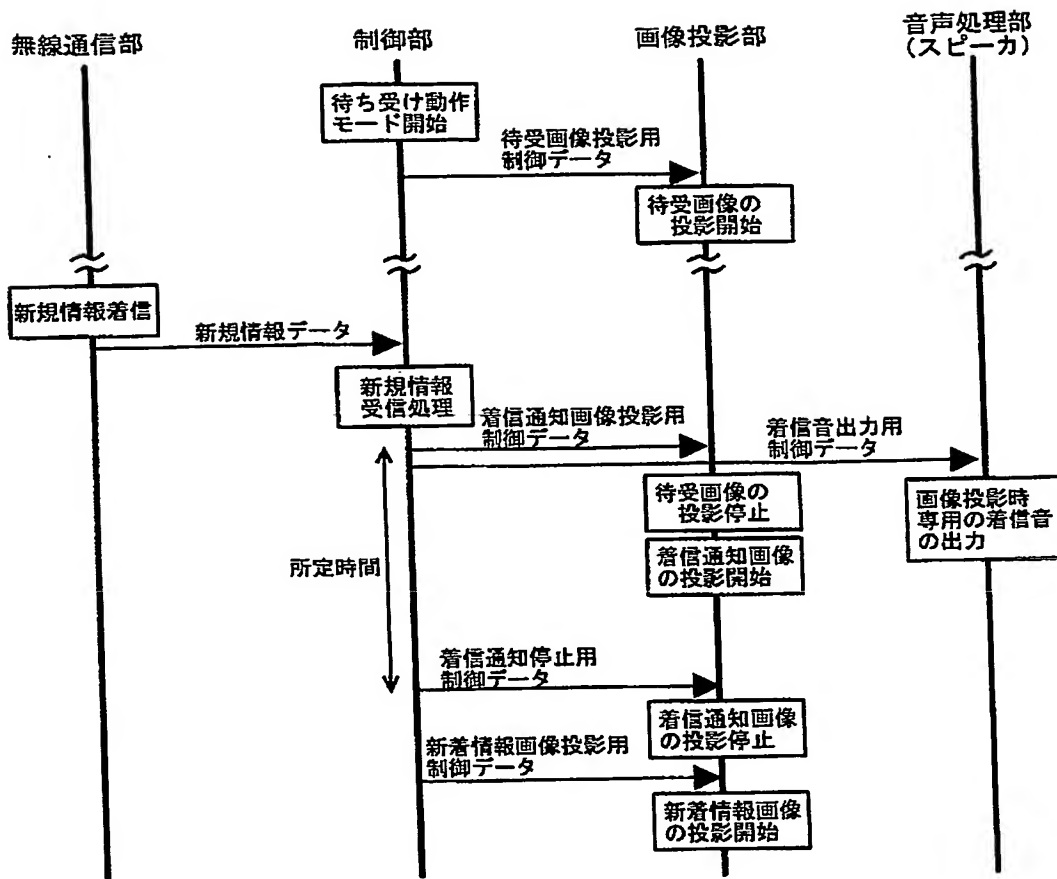 無線通信部
制御部
画像投影部
音声処理部
(スピーカ)
待ち受け動作
モード開始
待受画像投影用
制御データ
待受画像の
投影開始
新規情報着信
新規情報データ
新規情報
受信処理
着信通知画像投影用
制御データ
着信音出力用
制御データ
待受画像の
投影停止
画像投影時
専用の着信音
の出力
着信通知画像
の投影開始
所定時間
着信通知停止用
制御データ
着信通知画像
の投影停止
新着情報画像投影用
制御データ
新着情報画像
の投影開始